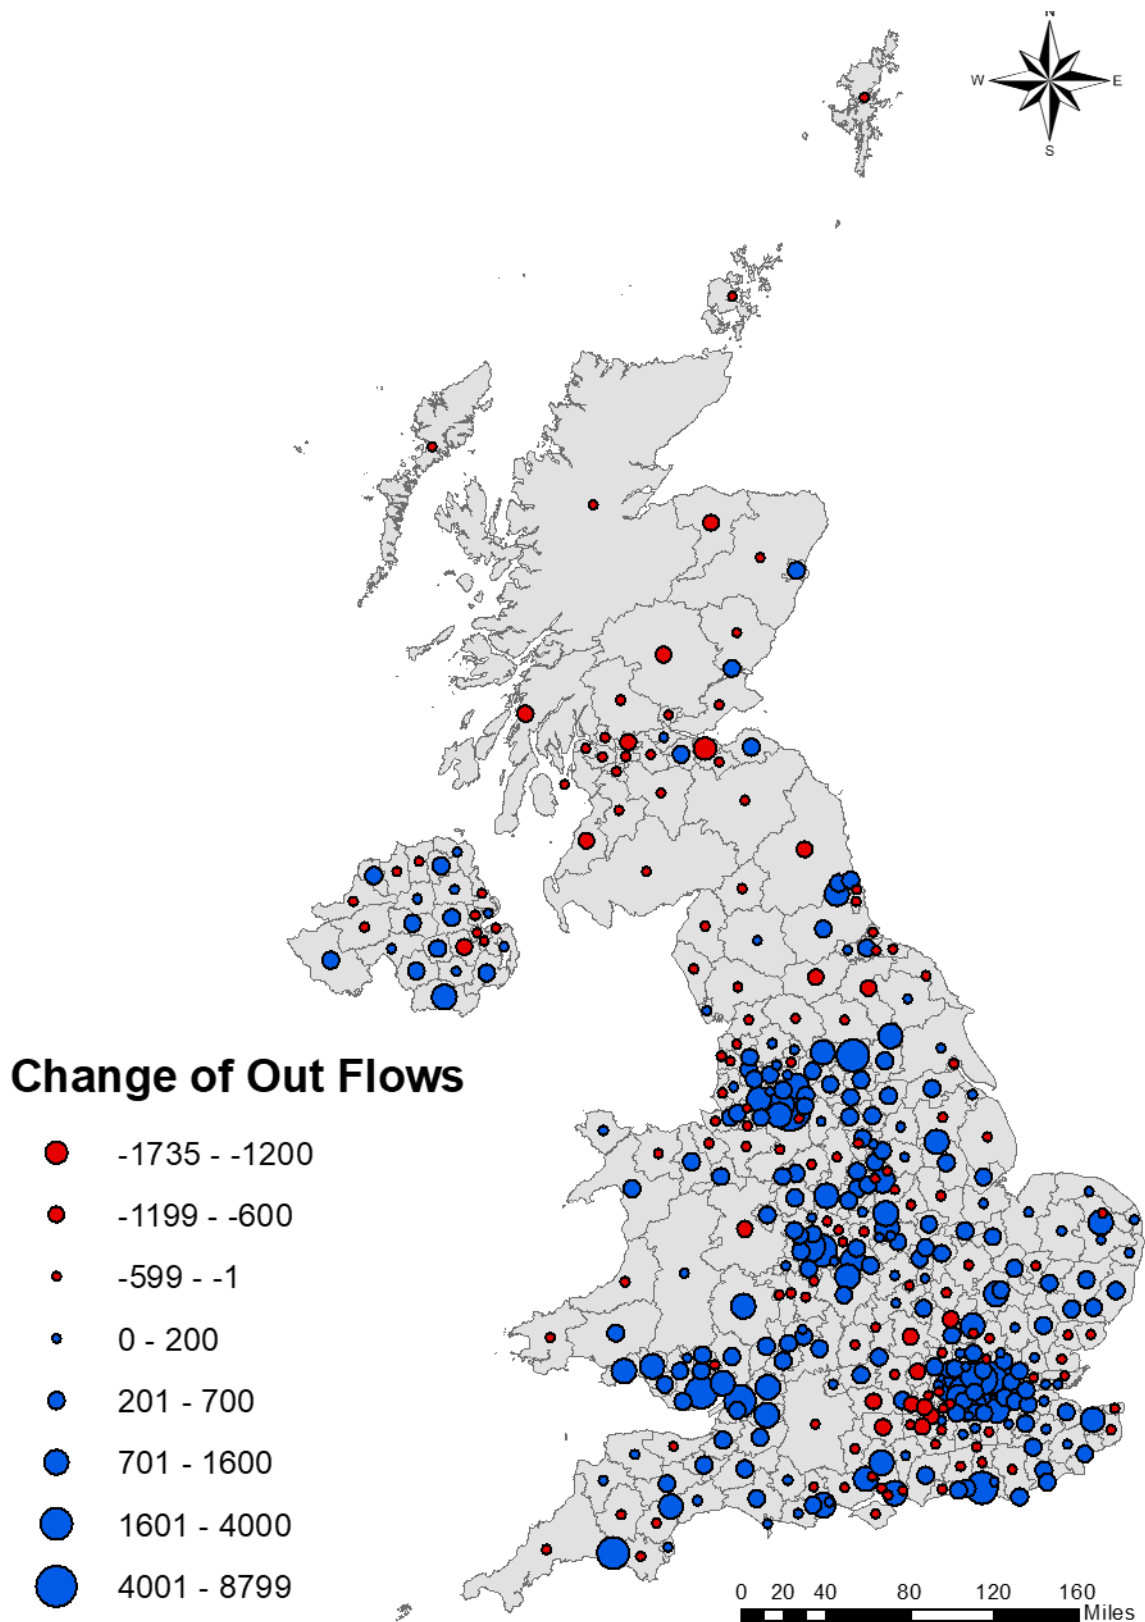 N
W E
S
Change of Out Flows
-1735 - -1200
-1199 - -600
-599 - -1
0 - 200
201 - 700
701 - 1600
1601 - 4000
4001 - 8799
0 20 40 80 120 160
Miles